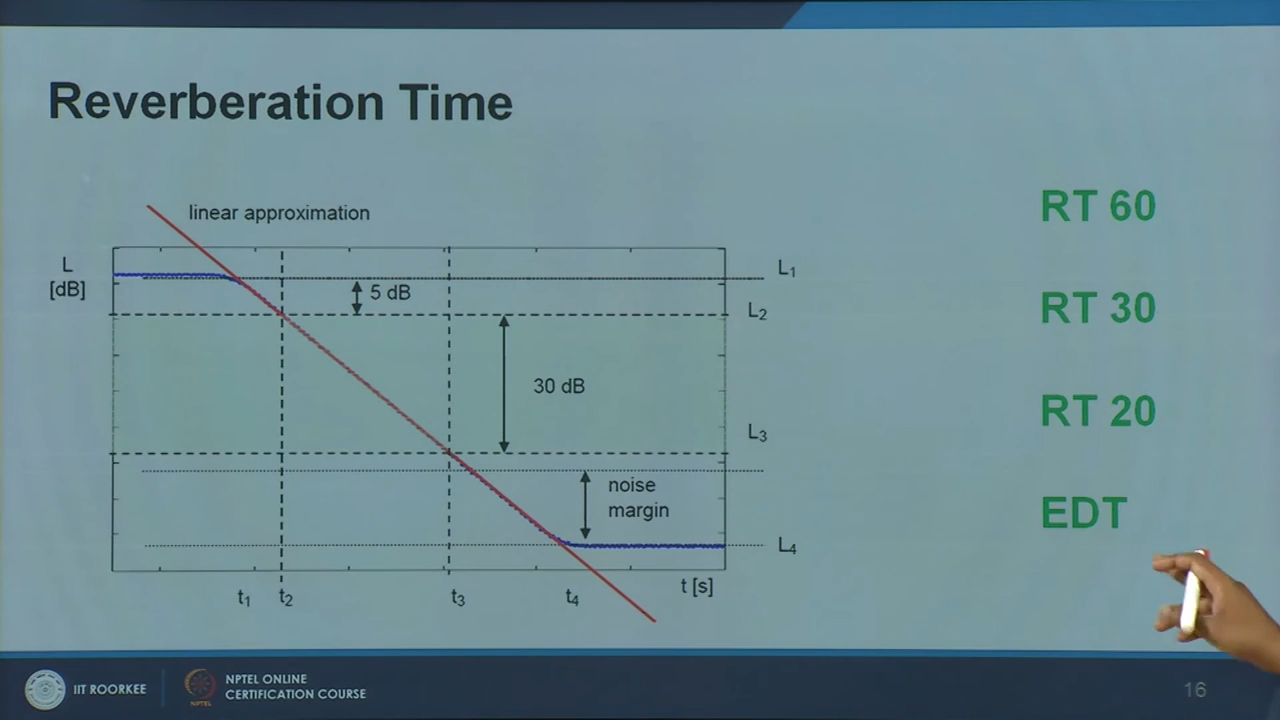 Reverberation Time
linear approximation
L
[dB]
5 dB
30 dB
noise
margin
L1
L2
L3
L4
t1
t2
t3
t4
t [s]
RT 60
RT 30
RT 20
EDT
IIT ROORKEE
NPTEL
NPTEL ONLINE
CERTIFICATION COURSE
16